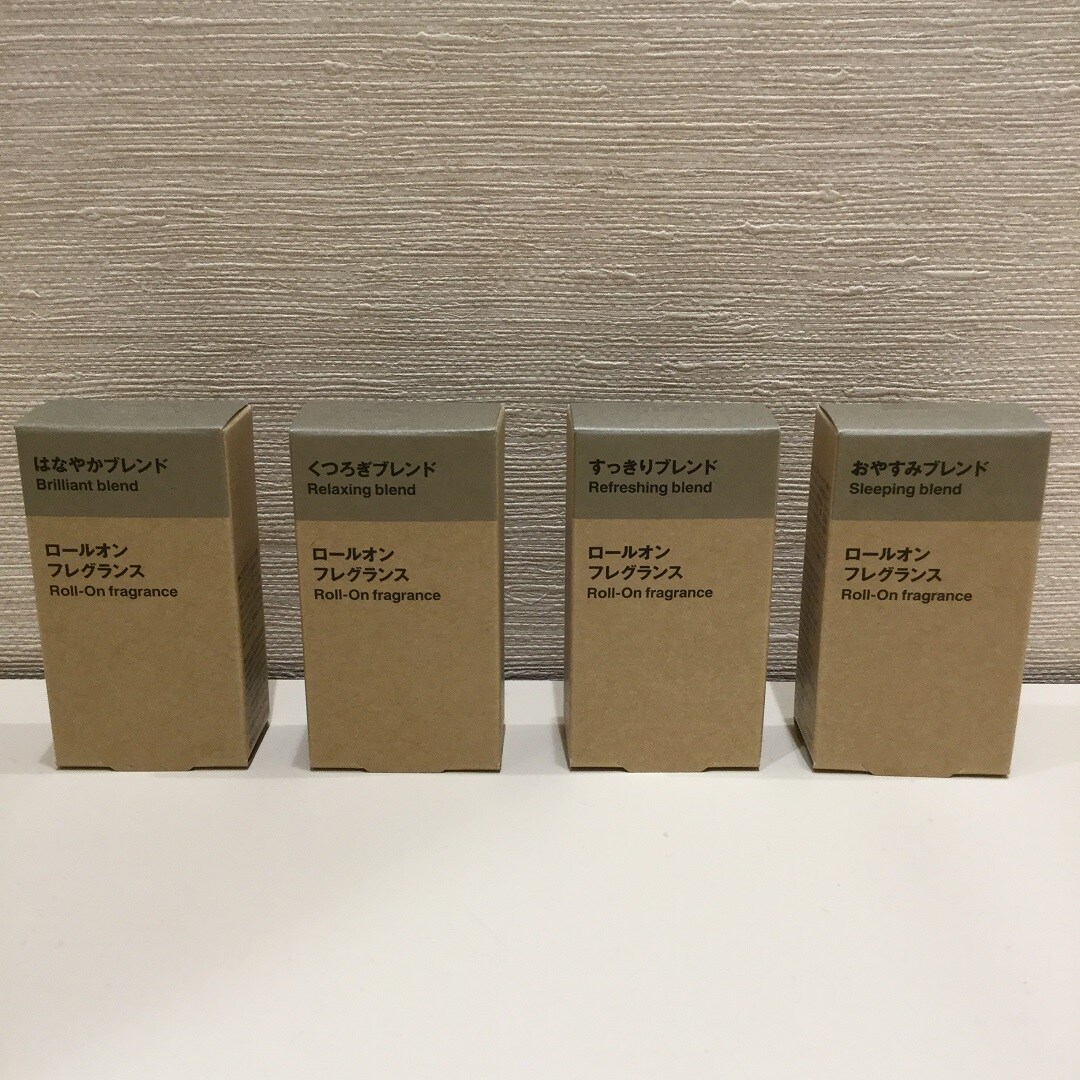 はなやかブレンド
Brilliant blend
ロールオン
フレグランス
Roll-On fragrance
くつろぎブレンド
Relaxing blend
ロールオン
フレグランス
Roll-On fragrance
すっきりブレンド
Refreshing blend
ロールオン
フレグランス
Roll-On fragrance
おやすみブレンド
Sleeping blend
ロールオン
フレグランス
Roll-On fragrance